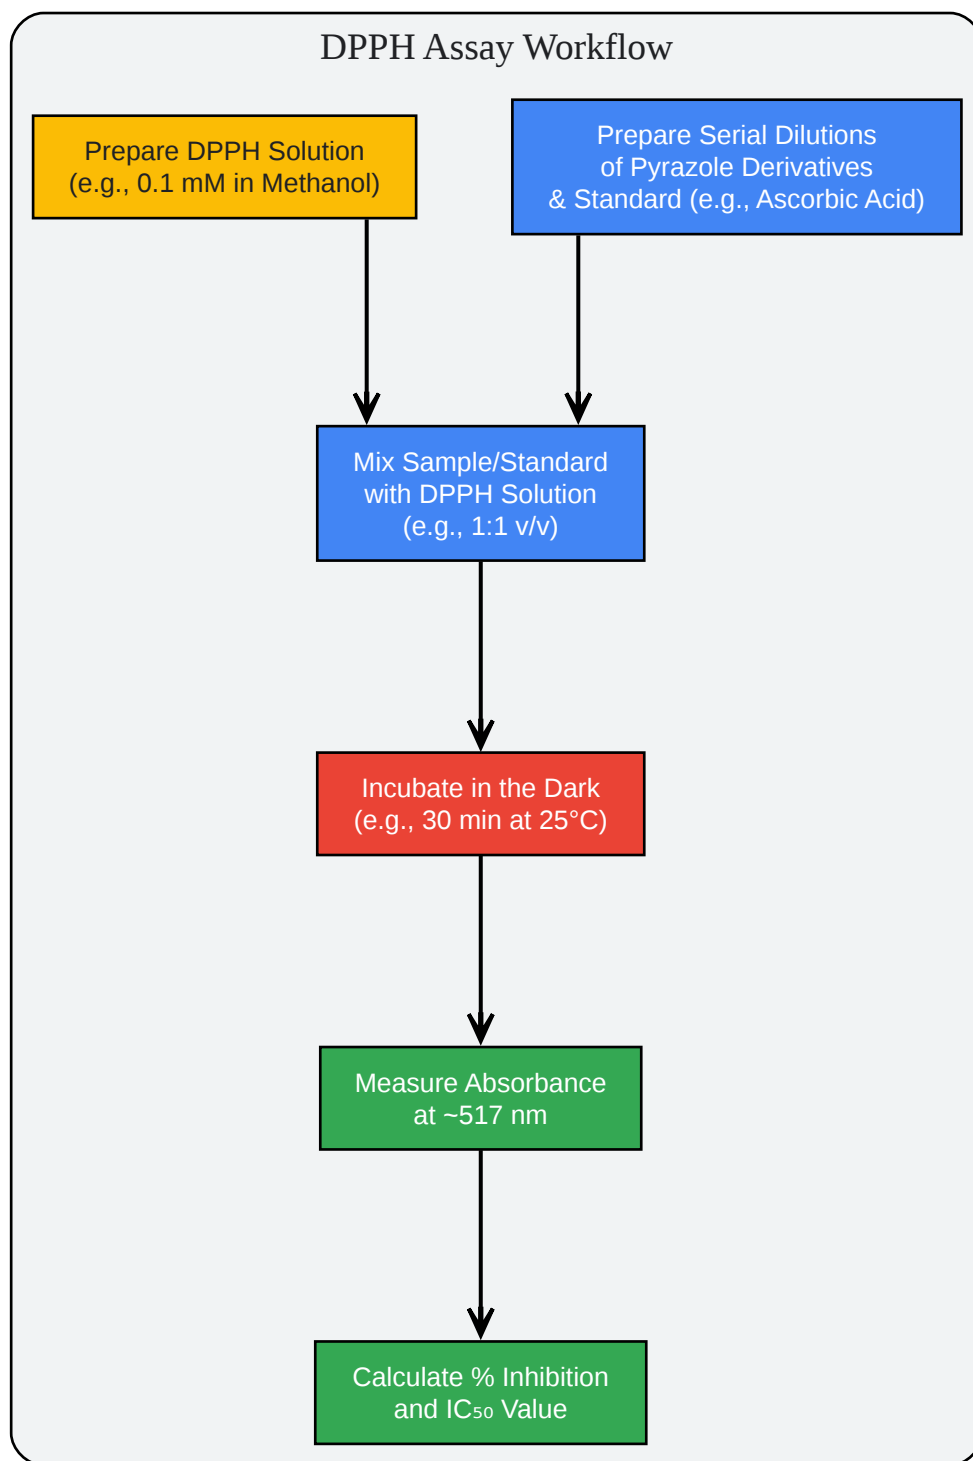 DPPH Assay Workflow
Prepare DPPH Solution
(e.g., 0.1 mM in Methanol)
Prepare Serial Dilutions
of Pyrazole Derivatives
& Standard (e.g., Ascorbic Acid)
Mix Sample/Standard
with DPPH Solution
(e.g., 1:1 v/v)
Incubate in the Dark
(e.g., 30 min at 25°C)
Measure Absorbance
at ~517 nm
Calculate % Inhibition
and IC₅₀ Value